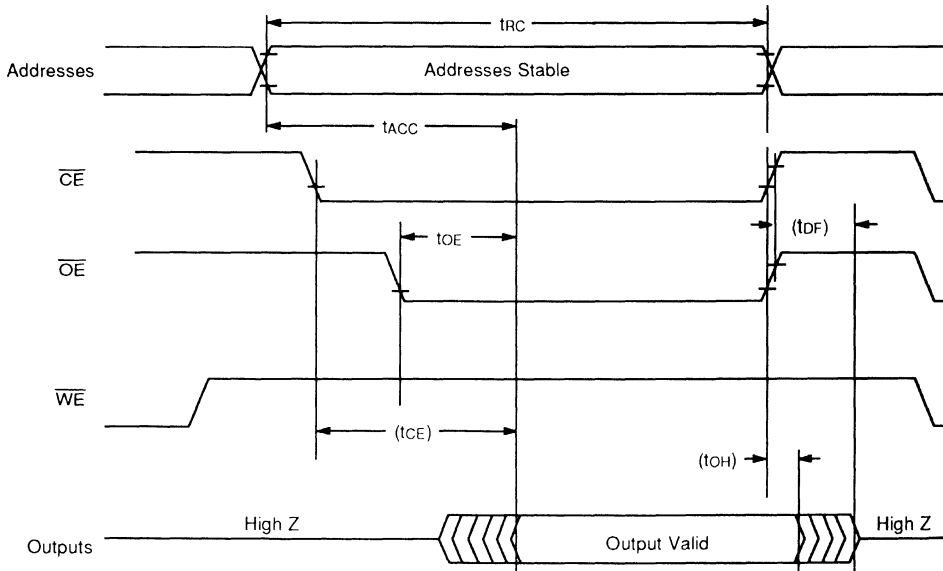 tRC
Addresses
Addresses Stable
tACC
CE
tOE
(tDF)
OE
WE
(tCE)
(tOH)
High Z
High Z
Outputs
Output Valid